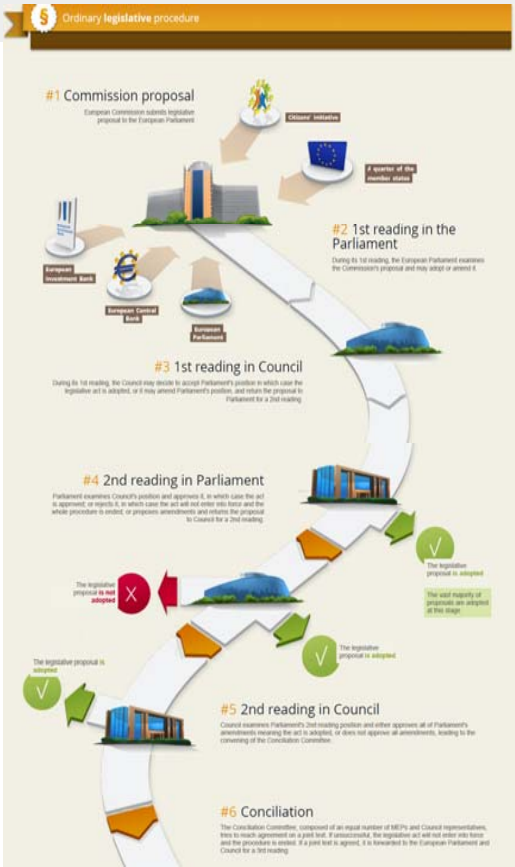 § Ordinary legislative procedure
#1 Commission proposal
European Commission submits legislative
proposal to the European Parliament
Citizens' initiative
A quarter of the
member states
European
Investment Bank
European Central
Bank
European
Parliament
#2 1st reading in the
Parliament
During its 1st reading, the European Parliament examines
the Commission's proposal and may adopt or amend it.
#3 1st reading in Council
During its 1st reading, the Council may decide to accept Parliament's position in which case the
legislative act is adopted, or it may amend Parliament's position, and return the proposal to
Parliament for a 2nd reading.
#4 2nd reading in Parliament
Parliament examines Council's position and approves it, in which case the act
is approved; or rejects it, in which case the act will not enter into force and the
whole procedure is ended; or proposes amendments and returns the proposal
to Council for a 2nd reading.
The legislative
proposal is adopted
The vast majority of
proposals are adopted
at this stage
The legislative
proposal is not
adopted
X
The legislative
proposal is adopted
The legislative proposal is
adopted
#5 2nd reading in Council
Council examines Parliament's 2nd reading position and either approves all of Parliament's
amendments meaning the act is adopted, or does not approve all amendments, leading to the
convening of the Conciliation Committee.
#6 Conciliation
The Conciliation Committee, composed of an equal number of MEPs and Council representatives,
tries to reach agreement on a joint text. If unsuccessful, the legislative act will not enter into force
and the procedure is ended. If a joint text is agreed, it is forwarded to the European Parliament and
Council for a 3rd reading.